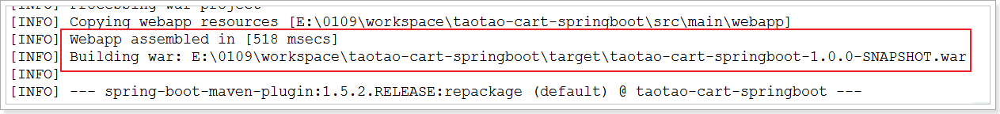 [INFO] Processing war project
[INFO] Copying webapp resources [E:\0109\workspace\taotao-cart-springboot\src\main\webapp]
[INFO] Webapp assembled in [518 msecs]
[INFO] Building war: E:\0109\workspace\taotao-cart-springboot\target\taotao-cart-springboot-1.0.0-SNAPSHOT.war
[INFO]
[INFO] --- spring-boot-maven-plugin:1.5.2.RELEASE:repackage (default) @ taotao-cart-springboot ---